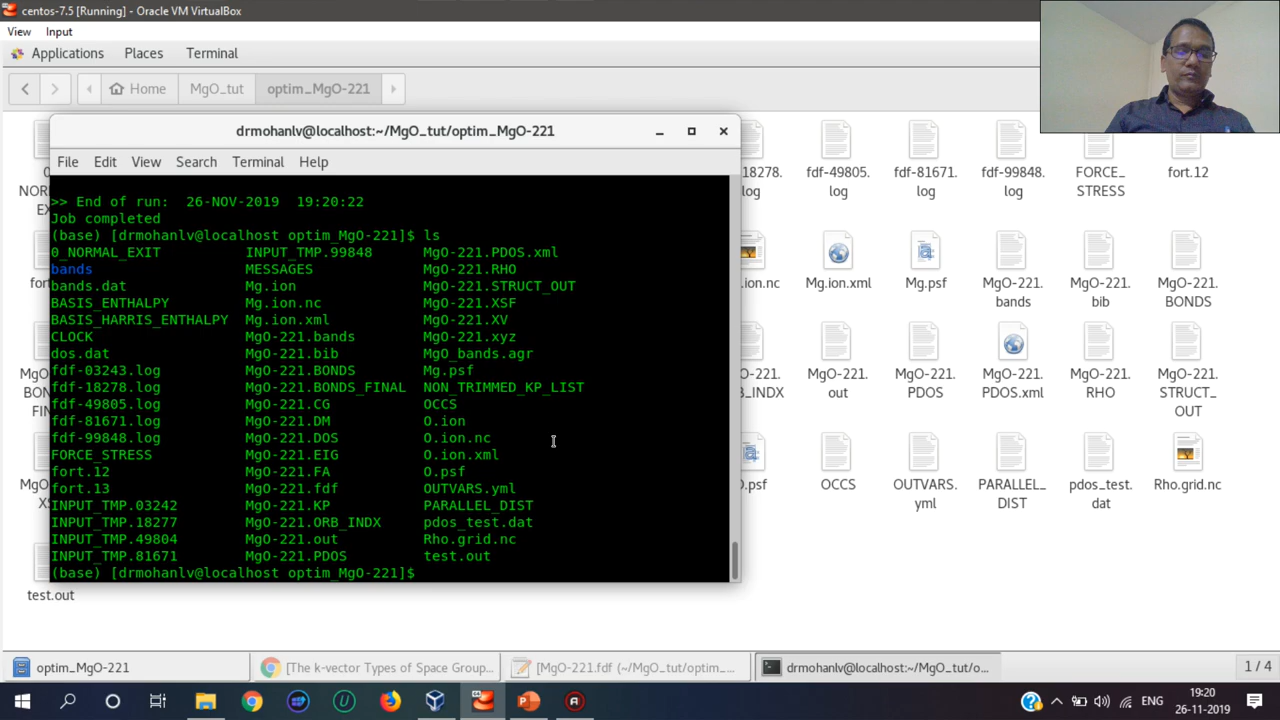 centos-7.5 [Running] - Oracle VM VirtualBox
View Input
Applications Places Terminal
Home MgO_tut optim_MgO-221
drmohanlv@localhost:~/MgO_tut/optim_MgO-221
File Edit View Search Terminal Help
>> End of run: 26-NOV-2019 19:20:22
Job completed
(base) [drmohanlv@localhost optim_MgO-221]$ ls
0_NORMAL_EXIT INPUT_TMP.99848 MgO-221.PDOS.xml
bands MESSAGES MgO-221.RHO
bands.dat Mg.ion MgO-221.STRUCT_OUT
BASIS_ENTHALPY Mg.ion.nc MgO-221.XSF
BASIS_HARRIS_ENTHALPY Mg.ion.xml MgO-221.XV
CLOCK MgO-221.bands MgO-221.xyz
dos.dat MgO-221.bib MgO_bands.agr
fdf-03243.log MgO-221.BONDS Mg.psf
fdf-18278.log MgO-221.BONDS_FINAL NON_TRIMMED_KP_LIST
fdf-49805.log MgO-221.CG OCCS
fdf-81671.log MgO-221.DM O.ion
fdf-99848.log MgO-221.DOS O.ion.nc
FORCE_STRESS MgO-221.EIG O.ion.xml
fort.12 MgO-221.FA O.psf
fort.13 MgO-221.fdf OUTVARS.yml
INPUT_TMP.03242 MgO-221.KP PARALLEL_DIST
INPUT_TMP.18277 MgO-221.ORB_INDX pdos_test.dat
INPUT_TMP.49804 MgO-221.out Rho.grid.nc
INPUT_TMP.81671 MgO-221.PDOS test.out
(base) [drmohanlv@localhost optim_MgO-221]$
18278. fdf-49805. fdf-81671. fdf-99848. FORCE_ fort.12
log log log log STRESS
.ion.nc Mg.ion.xml Mg.psf MgO-221. MgO-221. MgO-221.
bands bib BONDS
MgO-221. MgO-221. MgO-221. MgO-221. MgO-221.
B_INDX out PDOS PDOS.xml RHO STRUCT_
OUT
.psf OCCS OUTVARS. PARALLEL_ pdos_test. Rho.grid.nc
yml DIST dat
test.out
optim_MgO-221 [The k-vector Types of Space Group... [MgO-221.fdf (~/MgO_tut/optim_... drmohanlv@localhost:~/MgO_tut/o... 1 / 4
ENG 19:20
26-11-2019